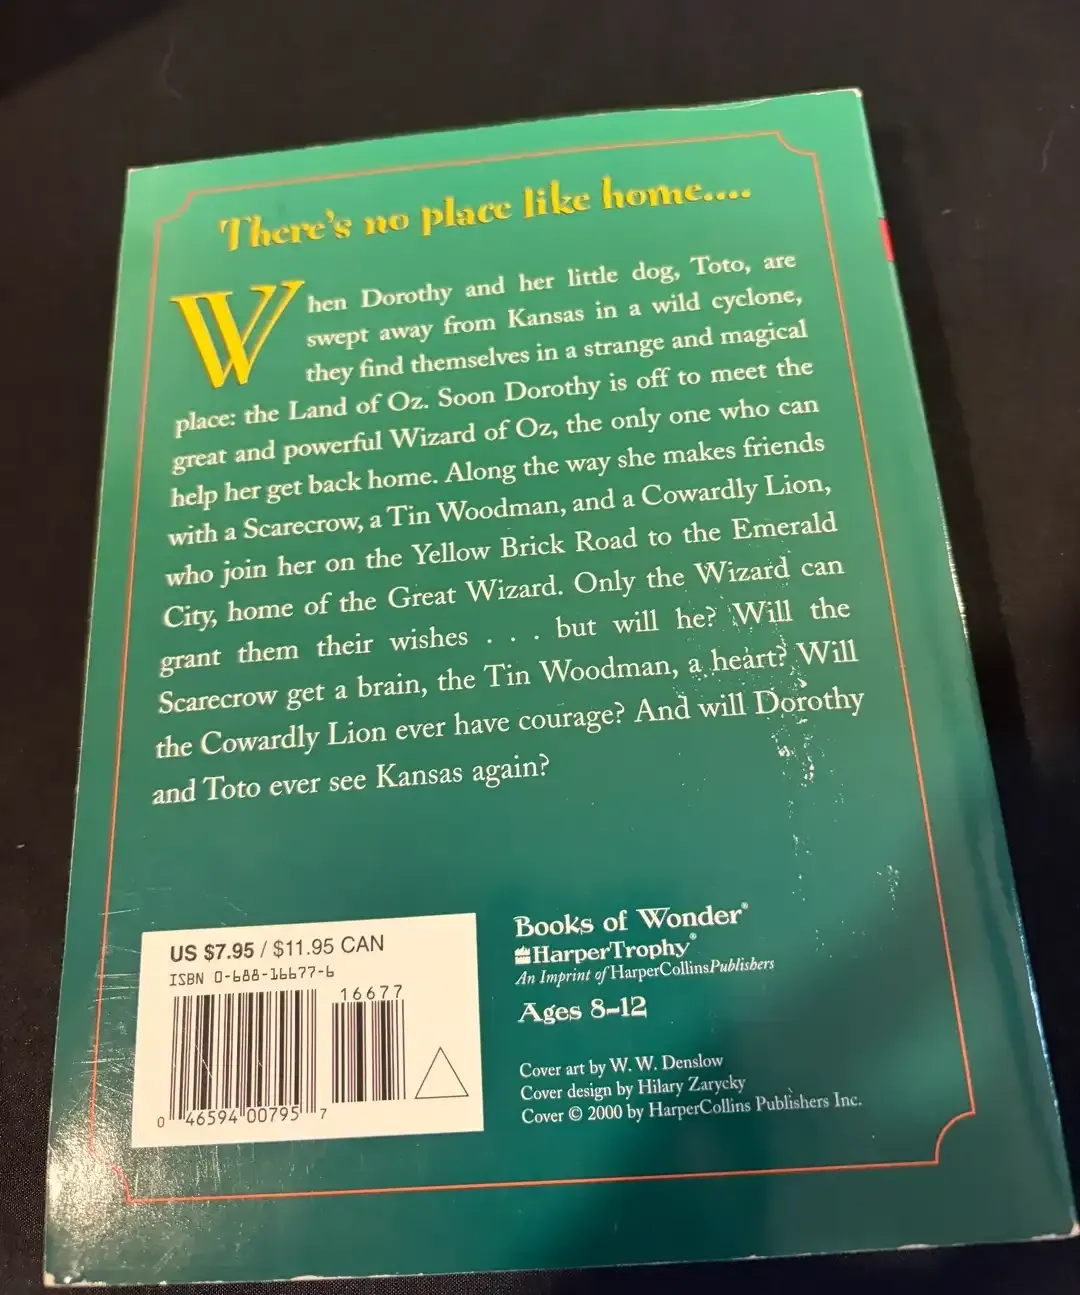 There's no place like home....
When Dorothy and her little dog, Toto, are
swept away from Kansas in a wild cyclone,
they find themselves in a strange and magical
place: the Land of Oz. Soon Dorothy is off to meet the
great and powerful Wizard of Oz, the only one who can
help her get back home. Along the way she makes friends
with a Scarecrow, a Tin Woodman, and a Cowardly Lion,
who join her on the Yellow Brick Road to the Emerald
City, home of the Great Wizard. Only the Wizard can
grant them their wishes . . . but will he? Will the
Scarecrow get a brain, the Tin Woodman, a heart? Will
the Cowardly Lion ever have courage? And will Dorothy
and Toto ever see Kansas again?
US $7.95 / $11.95 CAN
ISBN 0-688-16677-6
16677
0 46594 00795 7
Books of Wonder®
HarperTrophy®
An Imprint of HarperCollinsPublishers
Ages 8–12
Cover art by W. W. Denslow
Cover design by Hilary Zarycky
Cover © 2000 by HarperCollins Publishers Inc.